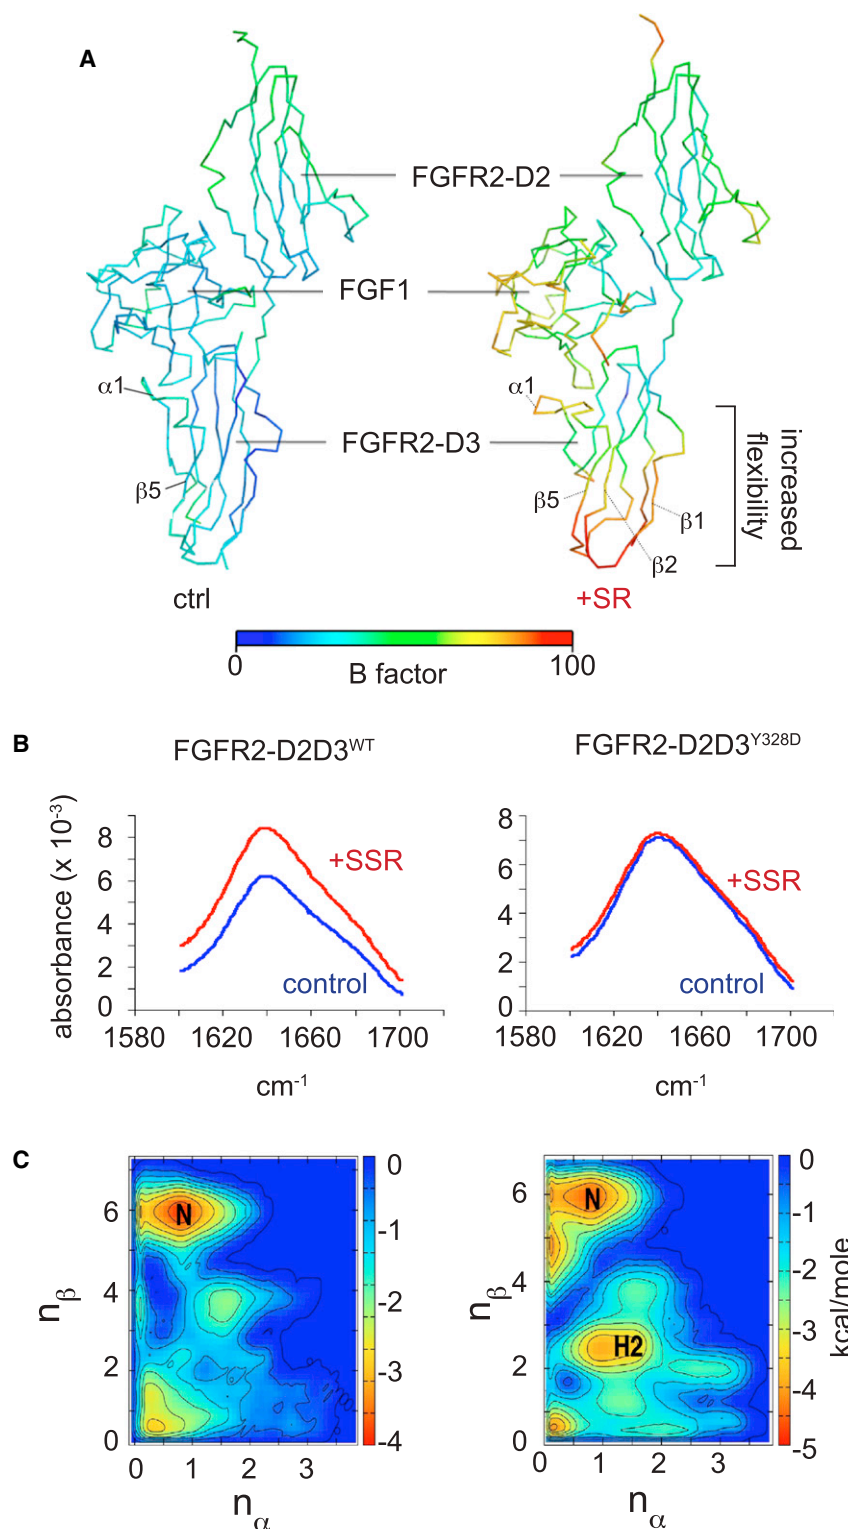 A
FGFR2-D2
FGF1
α1
α1
FGFR2-D3
β5
β5
β1
β2
increased flexibility
ctrl
+SR
0
100
B factor
B
FGFR2-D2D3WT
FGFR2-D2D3Y328D
absorbance (x 10-3)
8
6
4
2
0
+SSR
control
1580 1620 1660 1700
cm-1
8
6
4
2
0
+SSR
control
1580 1620 1660 1700
cm-1
C
nβ
6
4
2
0
N
0 1 2 3
nα
0
-1
-2
-3
-4
nβ
6
4
2
0
N
H2
0 1 2 3
nα
0
-1
-2
-3
-4
-5
kcal/mole